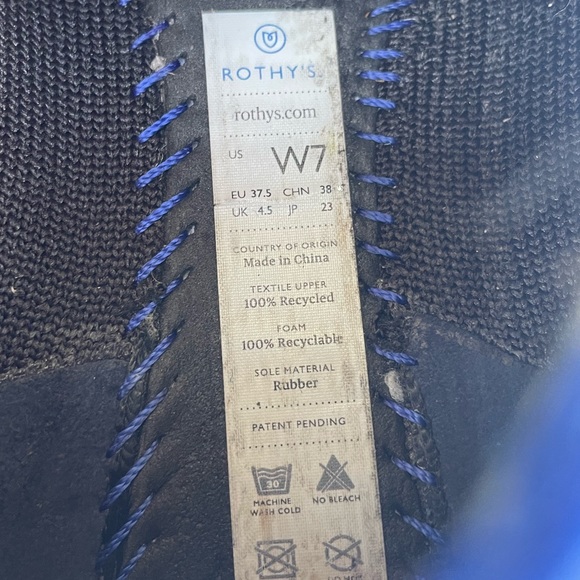 ROTHY'S
rothys.com
US W7
EU 37.5 CHN 38
UK 4.5 JP 23
COUNTRY OF ORIGIN
Made in China
TEXTILE UPPER
100% Recycled
FOAM
100% Recyclable
SOLE MATERIAL
Rubber
PATENT PENDING
30°
MACHINE WASH COLD
NO BLEACH